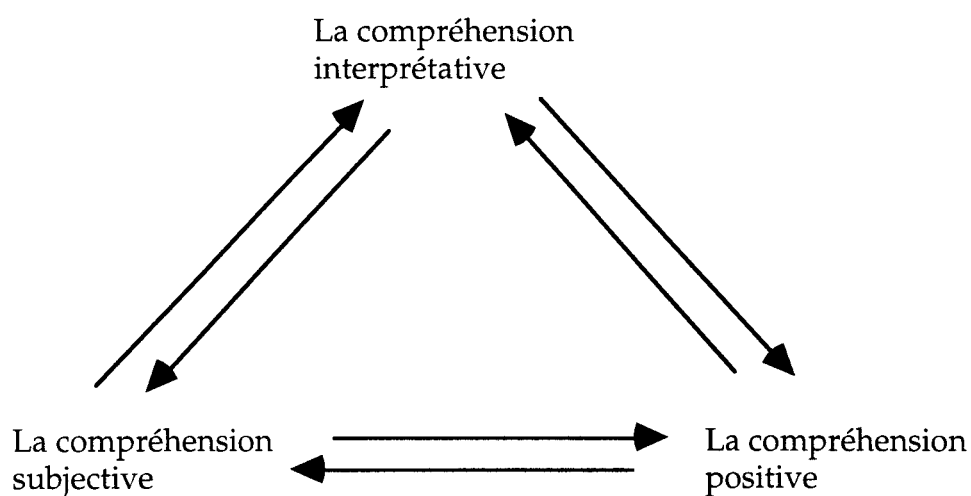 La compréhension
interprétative
La compréhension
subjective
La compréhension
positive